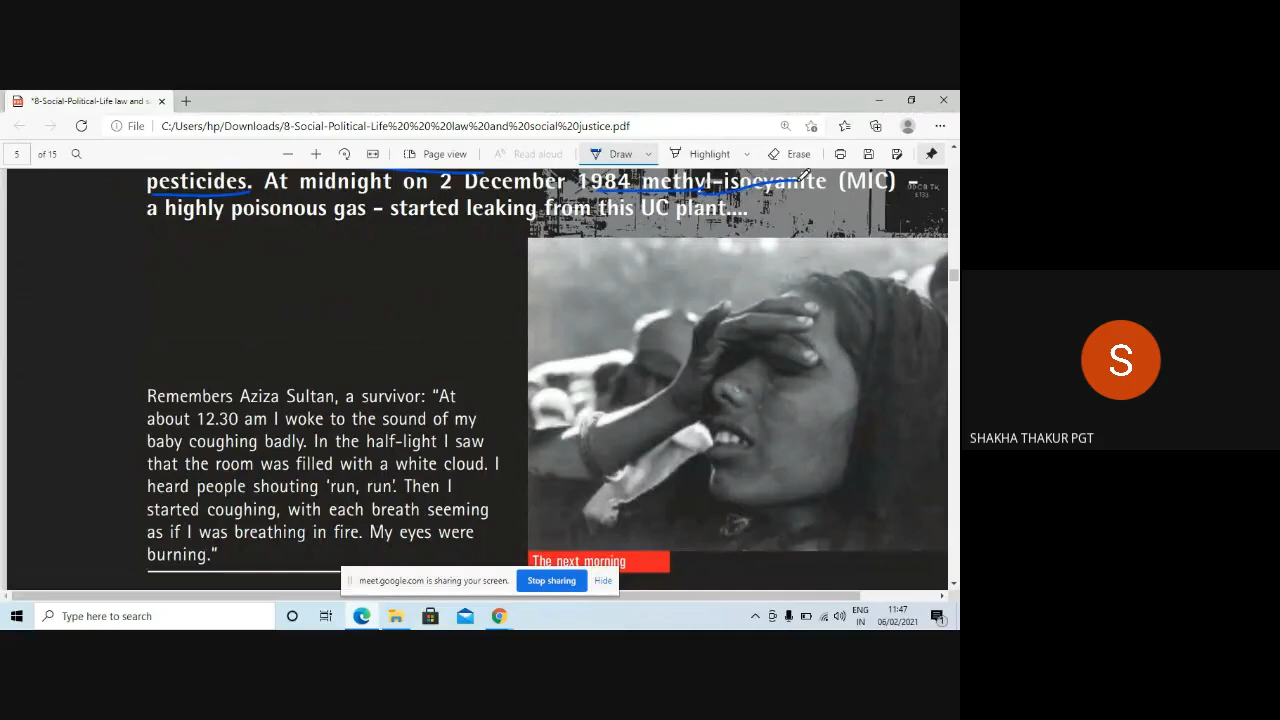 *8-Social-Political-Life law and s
File C:/Users/hp/Downloads/8-Social-Political-Life%20%20%20law%20and%20social%20justice.pdf
5 of 15 Page view Read aloud Draw Highlight Erase
pesticides. At midnight on 2 December 1984 methyl-isocyanite (MIC) –
a highly poisonous gas - started leaking from this UC plant....
Remembers Aziza Sultan, a survivor: "At
about 12.30 am I woke to the sound of my
baby coughing badly. In the half-light I saw
that the room was filled with a white cloud. I
heard people shouting 'run, run'. Then I
started coughing, with each breath seeming
as if I was breathing in fire. My eyes were
burning."
The next morning
meet.google.com is sharing your screen. Stop sharing Hide
Type here to search
ENG
IN
11:47
06/02/2021
S
SHAKHA THAKUR PGT